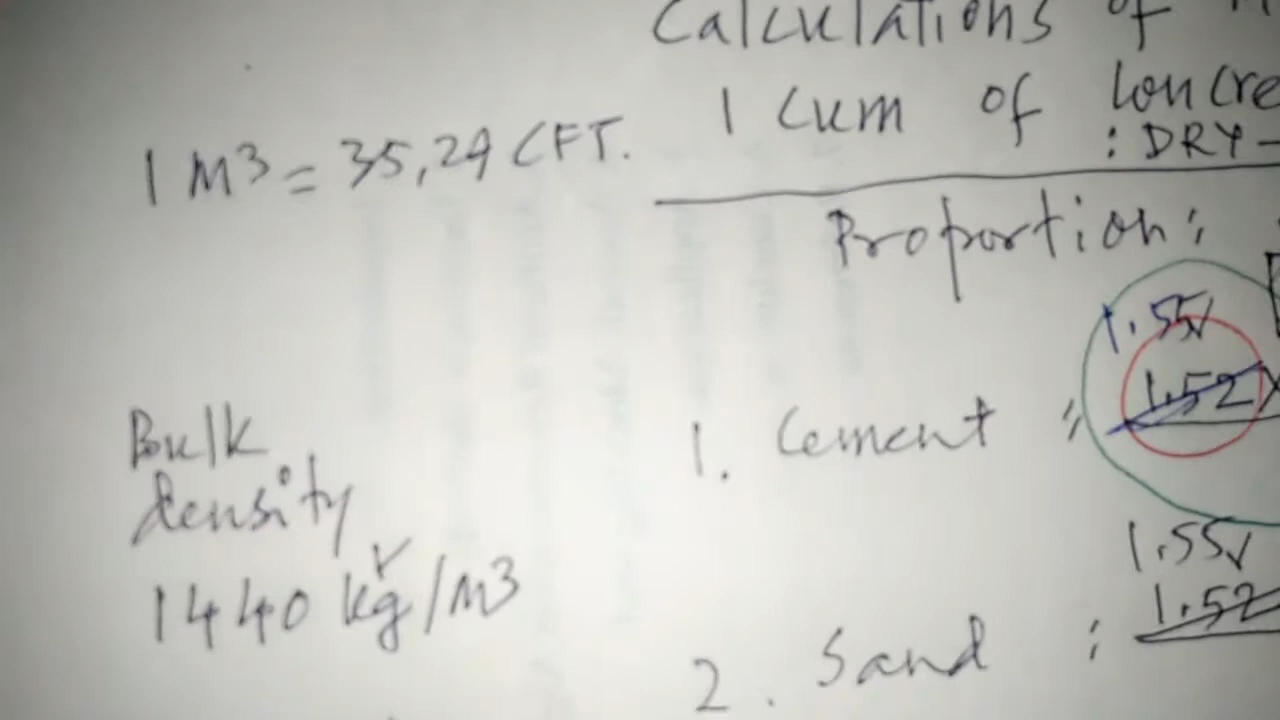 Calculations of
1 Cum of Concre
: DRY-
1 M3 = 35,29 CFT.
Proportion :
1.55
1. Cement : 1.52
Bulk
density
1440 kg/M3
1.55
1.52
2. Sand :